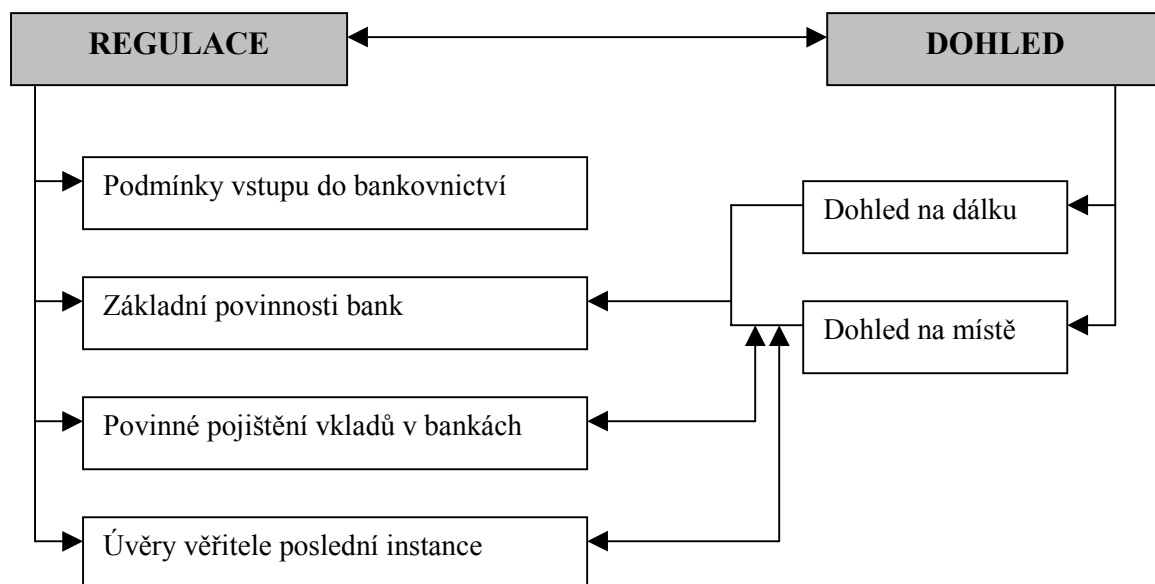 REGULACE
DOHLED
Podmínky vstupu do bankovnictví
Dohled na dálku
Základní povinnosti bank
Dohled na místě
Povinné pojištění vkladů v bankách
Úvěry věřitele poslední instance